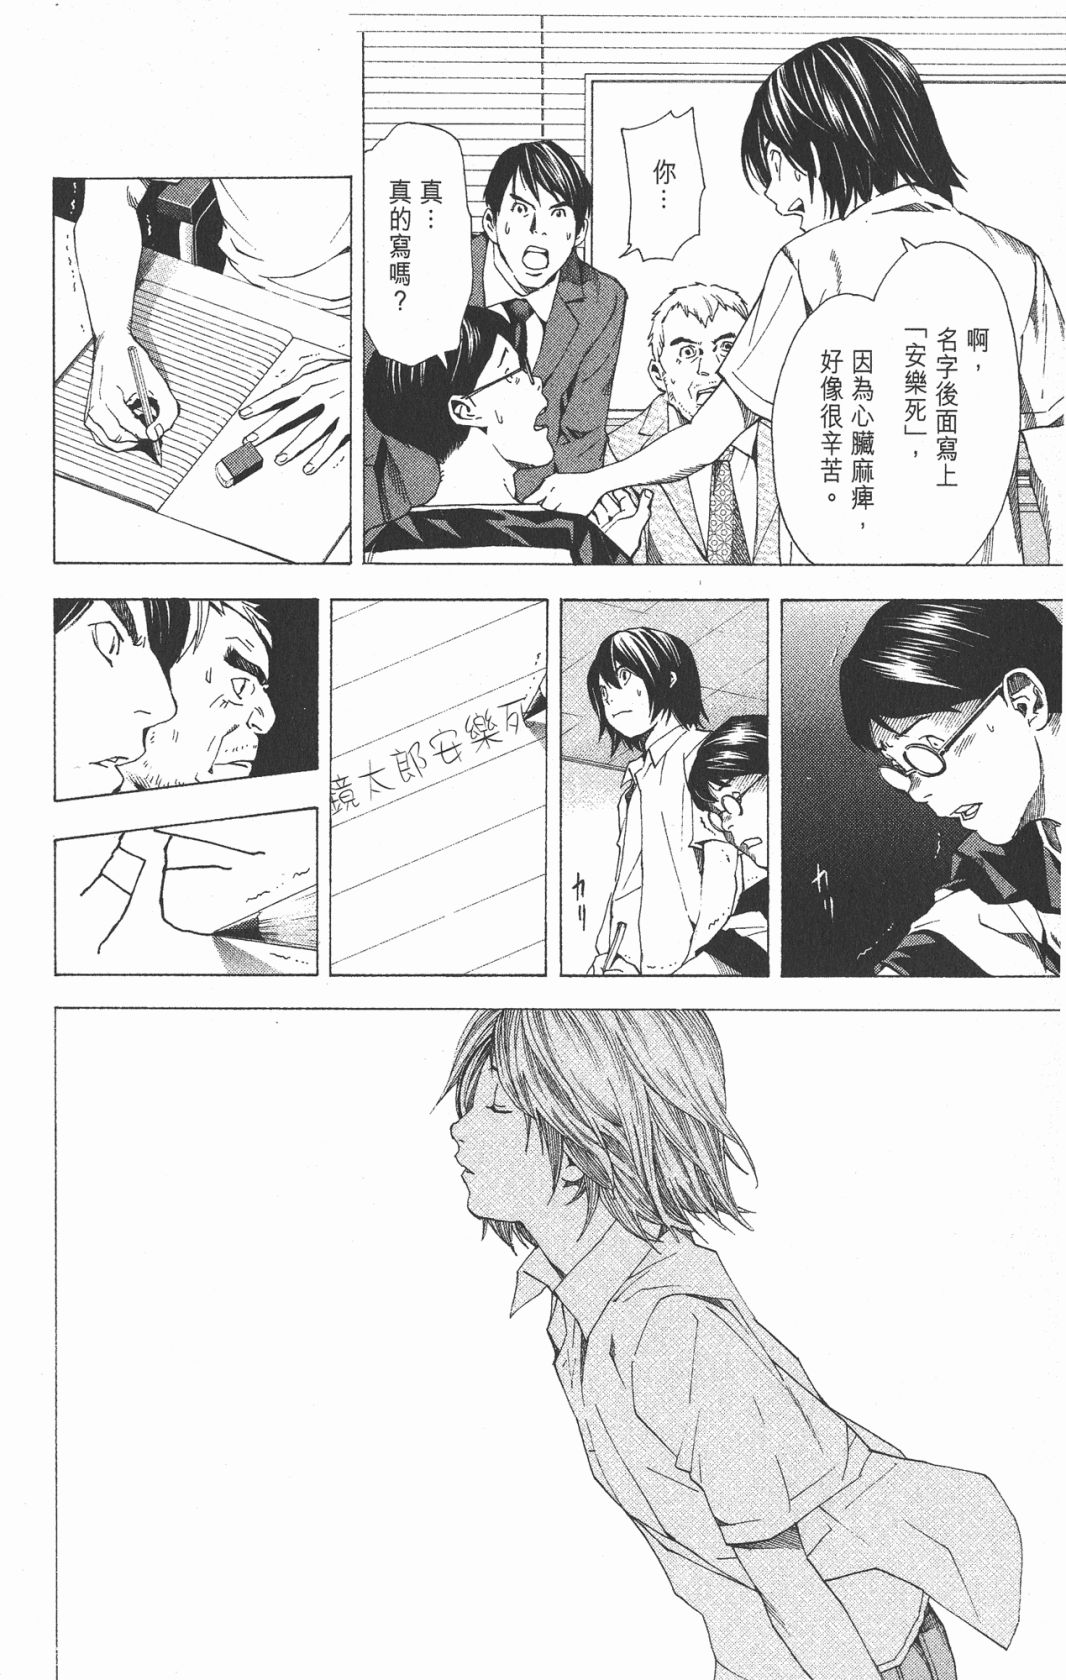 啊，
名字後面寫上
「安樂死」，
因為心臟麻痺，
好像很辛苦。
你…
真…
真的寫嗎？
カリ
カリ
鏡太郎安樂死